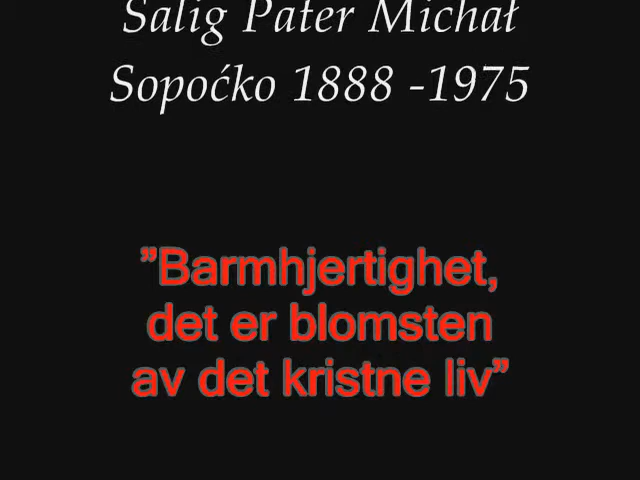 Salig Pater Michał
Sopoćko 1888 -1975
”Barmhjertighet,
det er blomsten
av det kristne liv”